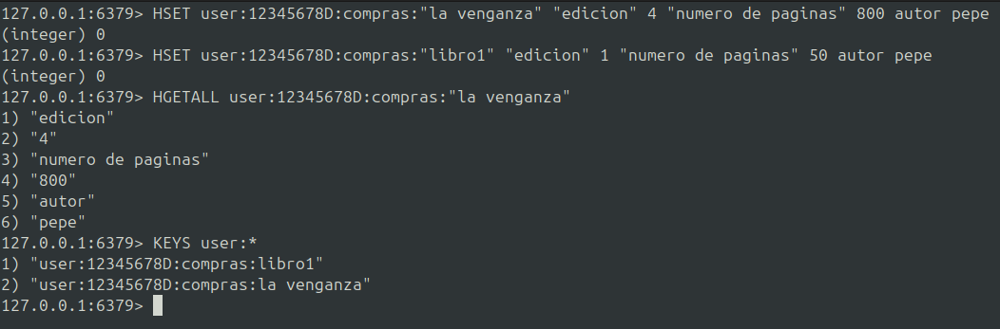 127.0.0.1:6379> HSET user:12345678D:compras:"la venganza" "edicion" 4 "numero de paginas" 800 autor pepe
(integer) 0
127.0.0.1:6379> HSET user:12345678D:compras:"libro1" "edicion" 1 "numero de paginas" 50 autor pepe
(integer) 0
127.0.0.1:6379> HGETALL user:12345678D:compras:"la venganza"
1) "edicion"
2) "4"
3) "numero de paginas"
4) "800"
5) "autor"
6) "pepe"
127.0.0.1:6379> KEYS user:*
1) "user:12345678D:compras:libro1"
2) "user:12345678D:compras:la venganza"
127.0.0.1:6379>